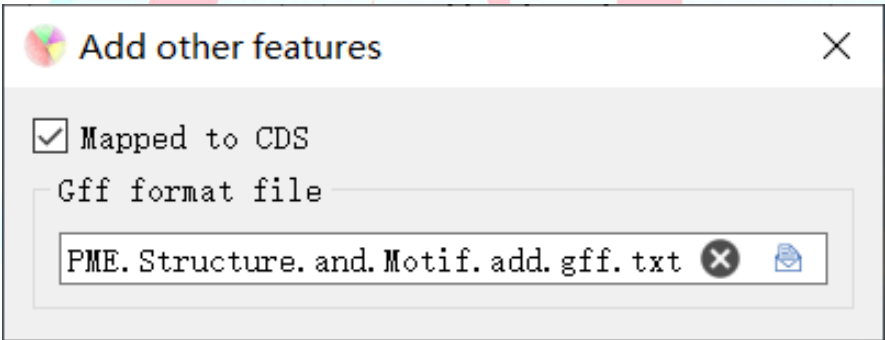 Add other features
Mapped to CDS
Gff format file
PME.Structure.and.Motif.add.gff.txt